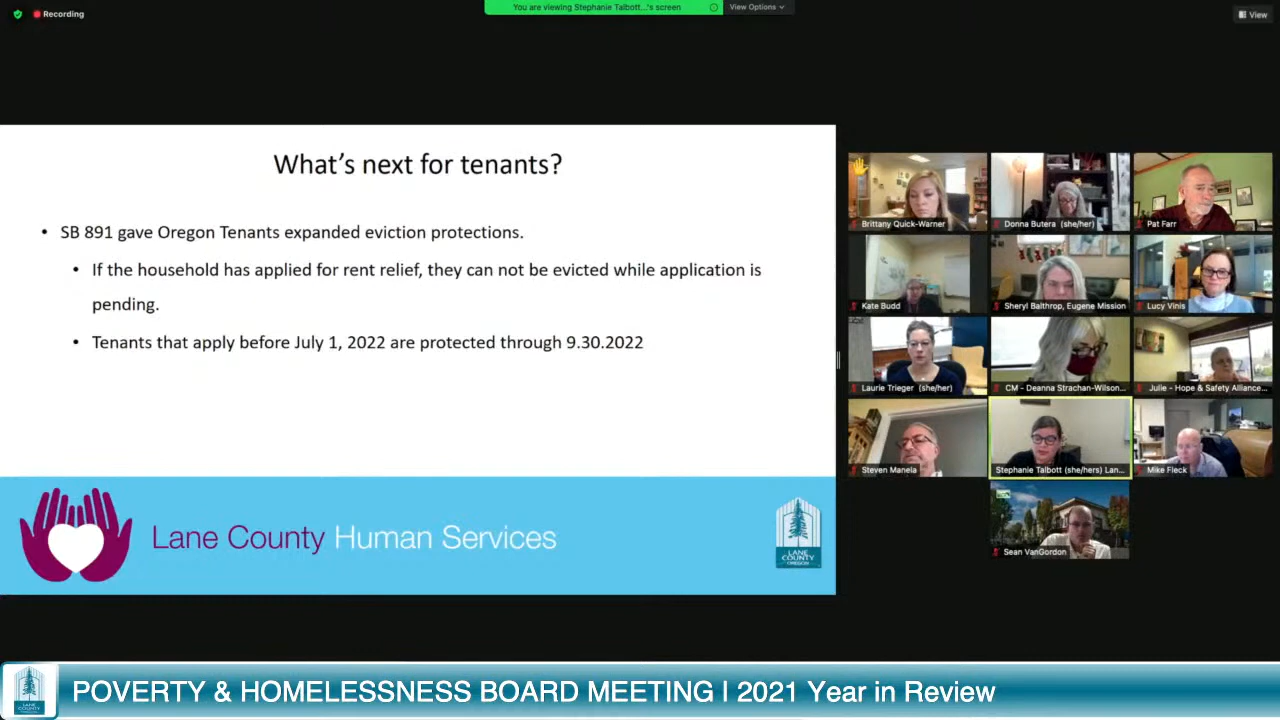 Recording
You are viewing Stephanie Talbott...'s screen
View Options
View
What's next for tenants?
• SB 891 gave Oregon Tenants expanded eviction protections.
• If the household has applied for rent relief, they can not be evicted while application is
pending.
• Tenants that apply before July 1, 2022 are protected through 9.30.2022
Lane County Human Services
LANE
COUNTY
OREGON
Brittany Quick-Warner
Donna Butera (she/her)
Pat Farr
Kate Budd
Sheryl Balthrop, Eugene Mission
Lucy Vinis
Laurie Trieger (she/her)
CM - Deanna Strachan-Wilson...
Julie - Hope & Safety Alliance...
Steven Manela
Stephanie Talbott (she/hers) Lan...
Mike Fleck
Sean VanGordon
LANE
COUNTY
POVERTY & HOMELESSNESS BOARD MEETING | 2021 Year in Review